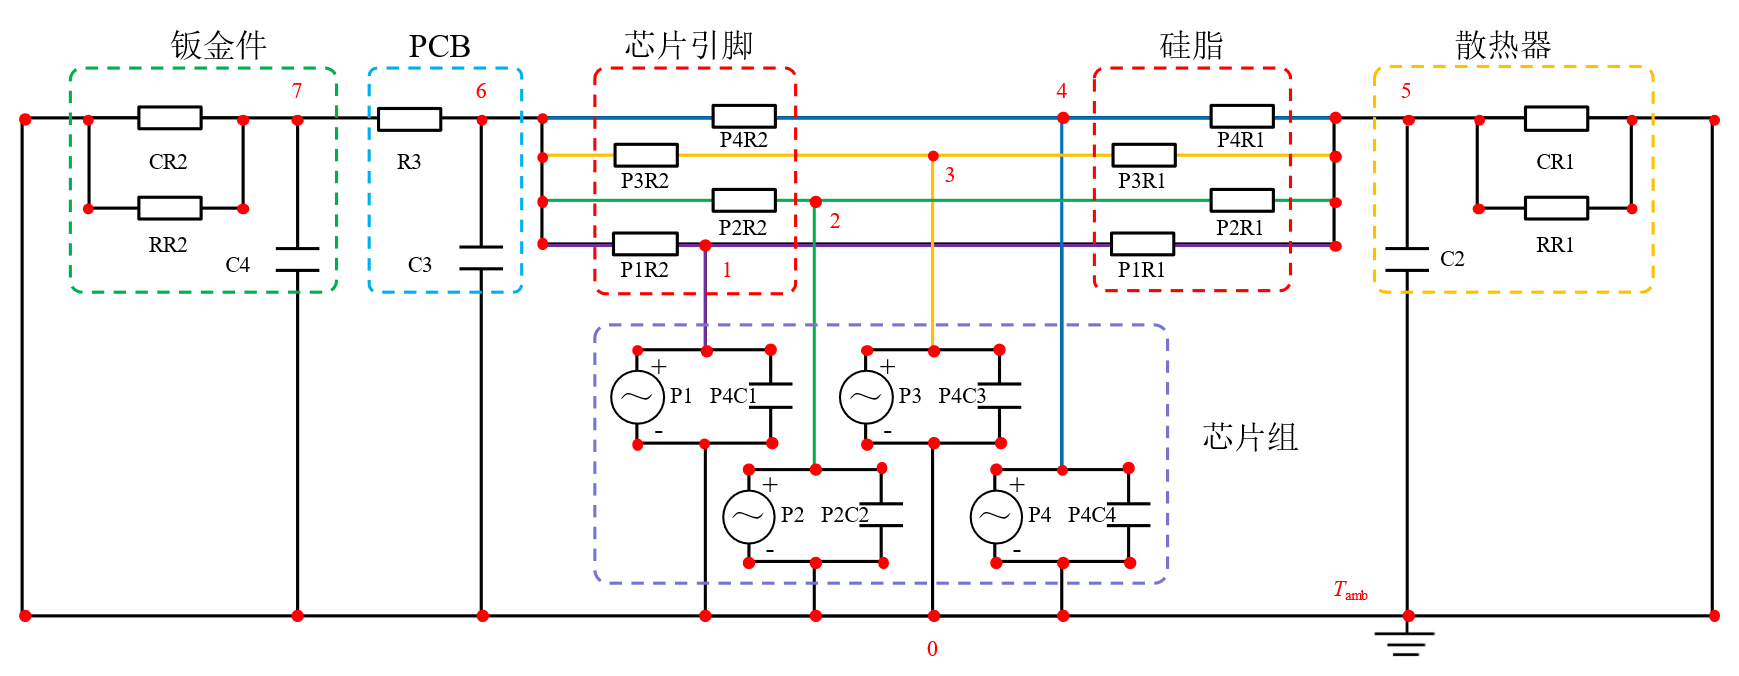 钣金件
PCB
芯片引脚
硅脂
散热器
7
6
4
5
CR2
R3
P4R2
P4R1
CR1
P3R2
3
P3R1
RR2
C4
C3
P2R2
2
P2R1
RR1
C2
P1R2
1
P1R1
+
P1
P4C1
-
+
P3
P4C3
-
芯片组
+
P2
P2C2
-
+
P4
P4C4
-
Tamb
0